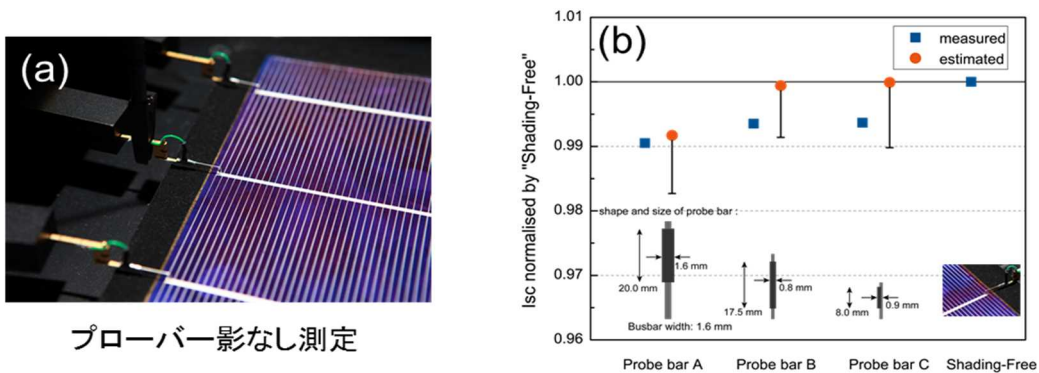 (a)
プローバー影なし測定
(b)
Isc normalised by "Shading-Free"
1.01
1.00
0.99
0.98
0.97
0.96
measured
estimated
shape and size of probe bar :
20.0 mm
1.6 mm
17.5 mm
0.8 mm
8.0 mm
0.9 mm
Busbar width: 1.6 mm
Probe bar A
Probe bar B
Probe bar C
Shading-Free